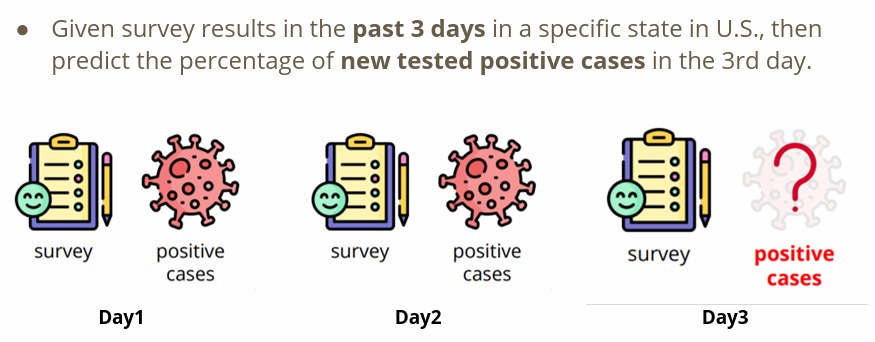 ● Given survey results in the past 3 days in a specific state in U.S., then
predict the percentage of new tested positive cases in the 3rd day.
?
survey
positive
cases
survey
positive
cases
survey
positive
cases
Day1
Day2
Day3